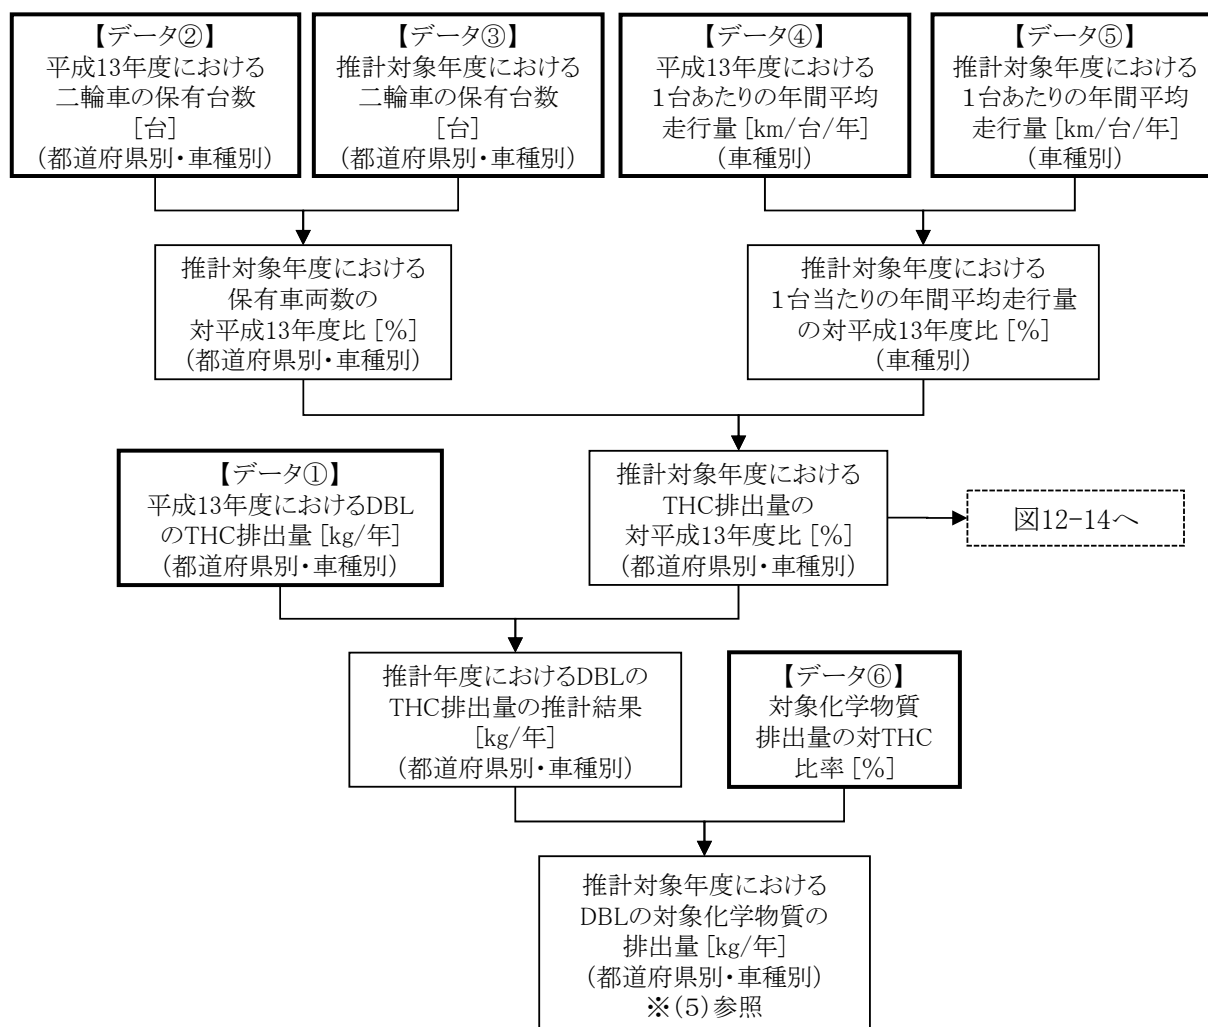 【データ②】
平成13年度における
二輪車の保有台数
[台]
(都道府県別・車種別)
【データ③】
推計対象年度における
二輪車の保有台数
[台]
(都道府県別・車種別)
【データ④】
平成13年度における
1台あたりの年間平均
走行量 [km/台/年]
(車種別)
【データ⑤】
推計対象年度における
1台あたりの年間平均
走行量 [km/台/年]
(車種別)
推計対象年度における
保有車両数の
対平成13年度比 [%]
(都道府県別・車種別)
推計対象年度における
1台当たりの年間平均走行量
の対平成13年度比 [%]
(車種別)
【データ①】
平成13年度におけるDBL
のTHC排出量 [kg/年]
(都道府県別・車種別)
推計対象年度における
THC排出量の
対平成13年度比 [%]
(都道府県別・車種別)
図12-14へ
推計年度におけるDBLの
THC排出量の推計結果
[kg/年]
(都道府県別・車種別)
【データ⑥】
対象化学物質
排出量の対THC
比率 [%]
推計対象年度における
DBLの対象化学物質の
排出量 [kg/年]
(都道府県別・車種別)
※(5)参照